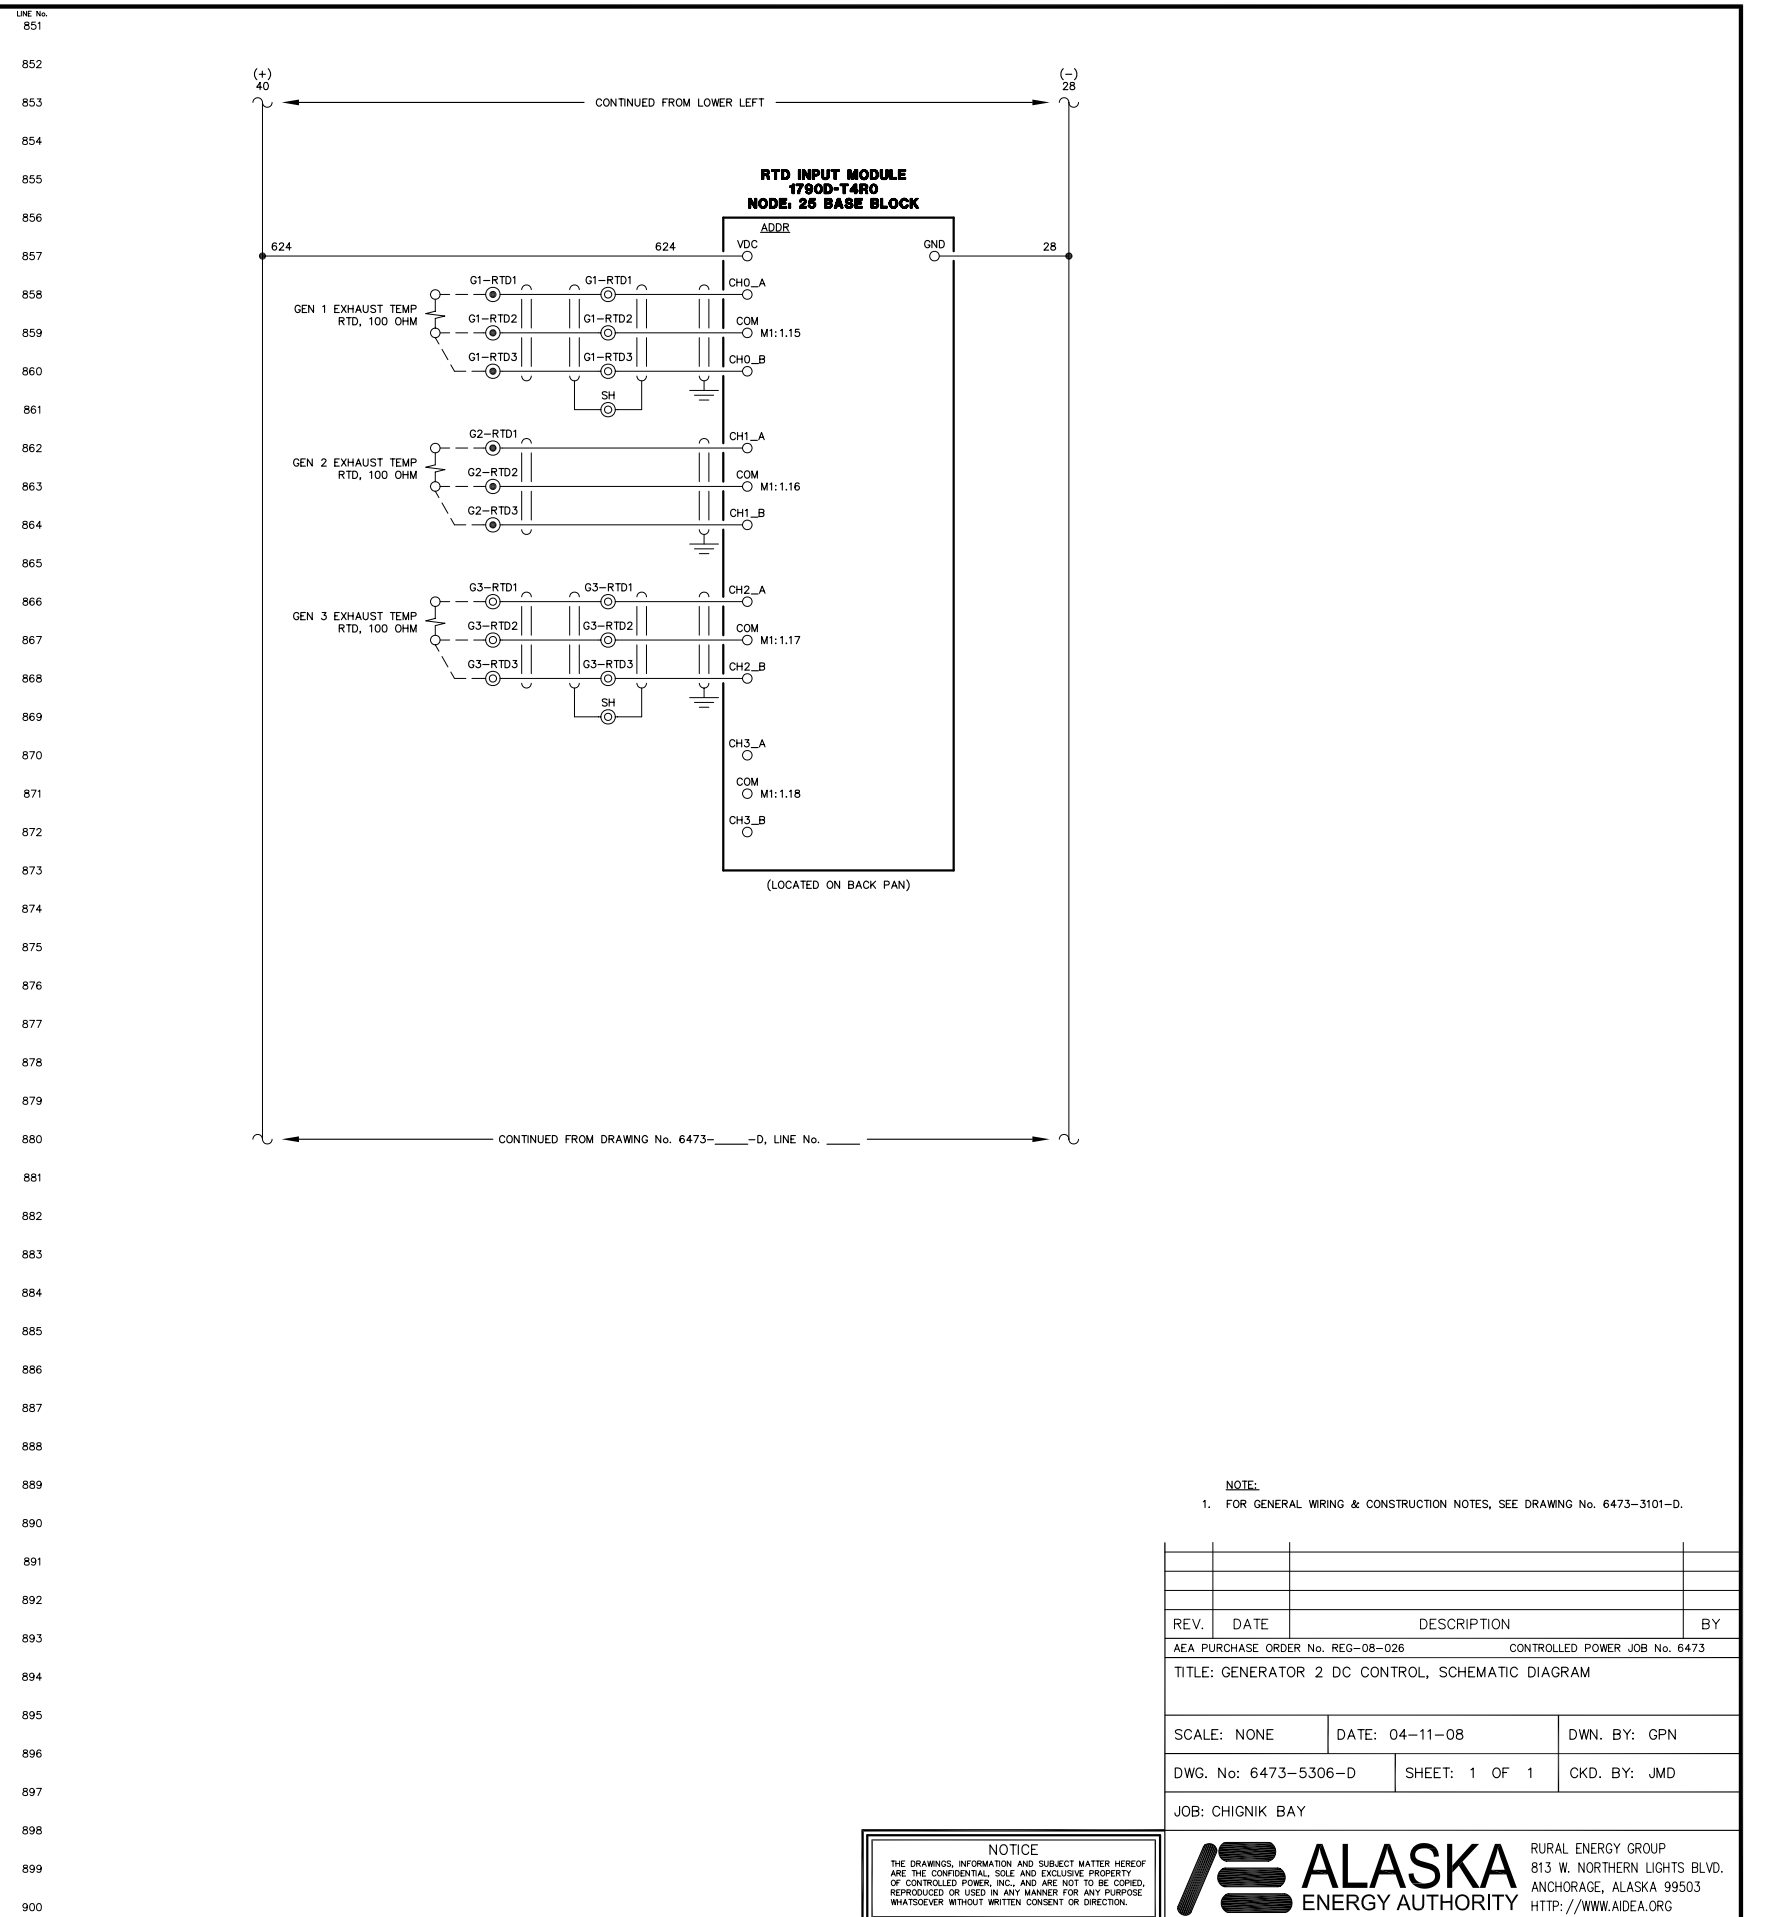 LINE No.
851
852
853
854
855
856
857
858
859
860
861
862
863
864
865
866
867
868
869
870
871
872
873
874
875
876
877
878
879
880
881
882
883
884
885
886
887
888
889
890
891
892
893
894
895
896
897
898
899
900
(+)
40
(–)
28
CONTINUED FROM LOWER LEFT
RTD INPUT MODULE
1790D-T4R0
NODE: 25 BASE BLOCK
ADDR
624
624
VDC
GND
28
G1–RTD1
G1–RTD1
CH0_A
GEN 1 EXHAUST TEMP
RTD, 100 OHM
G1–RTD2
G1–RTD2
COM
M1:1.15
G1–RTD3
G1–RTD3
CH0_B
SH
G2–RTD1
CH1_A
GEN 2 EXHAUST TEMP
RTD, 100 OHM
G2–RTD2
COM
M1:1.16
G2–RTD3
CH1_B
G3–RTD1
G3–RTD1
CH2_A
GEN 3 EXHAUST TEMP
RTD, 100 OHM
G3–RTD2
G3–RTD2
COM
M1:1.17
G3–RTD3
G3–RTD3
CH2_B
SH
CH3_A
COM
M1:1.18
CH3_B
(LOCATED ON BACK PAN)
CONTINUED FROM DRAWING No. 6473–_____–D, LINE No. _____
NOTE:
1. FOR GENERAL WIRING & CONSTRUCTION NOTES, SEE DRAWING No. 6473–3101–D.
REV. DATE DESCRIPTION BY
AEA PURCHASE ORDER No. REG–08–026 CONTROLLED POWER JOB No. 6473
TITLE: GENERATOR 2 DC CONTROL, SCHEMATIC DIAGRAM
SCALE: NONE DATE: 04–11–08 DWN. BY: GPN
DWG. No: 6473–5306–D SHEET: 1 OF 1 CKD. BY: JMD
JOB: CHIGNIK BAY
NOTICE
THE DRAWINGS, INFORMATION AND SUBJECT MATTER HEREOF
ARE THE CONFIDENTIAL, SOLE AND EXCLUSIVE PROPERTY
OF CONTROLLED POWER, INC., AND ARE NOT TO BE COPIED,
REPRODUCED OR USED IN ANY MANNER FOR ANY PURPOSE
WHATSOEVER WITHOUT WRITTEN CONSENT OR DIRECTION.
ALASKA
ENERGY AUTHORITY
RURAL ENERGY GROUP
813 W. NORTHERN LIGHTS BLVD.
ANCHORAGE, ALASKA 99503
HTTP://WWW.AIDEA.ORG